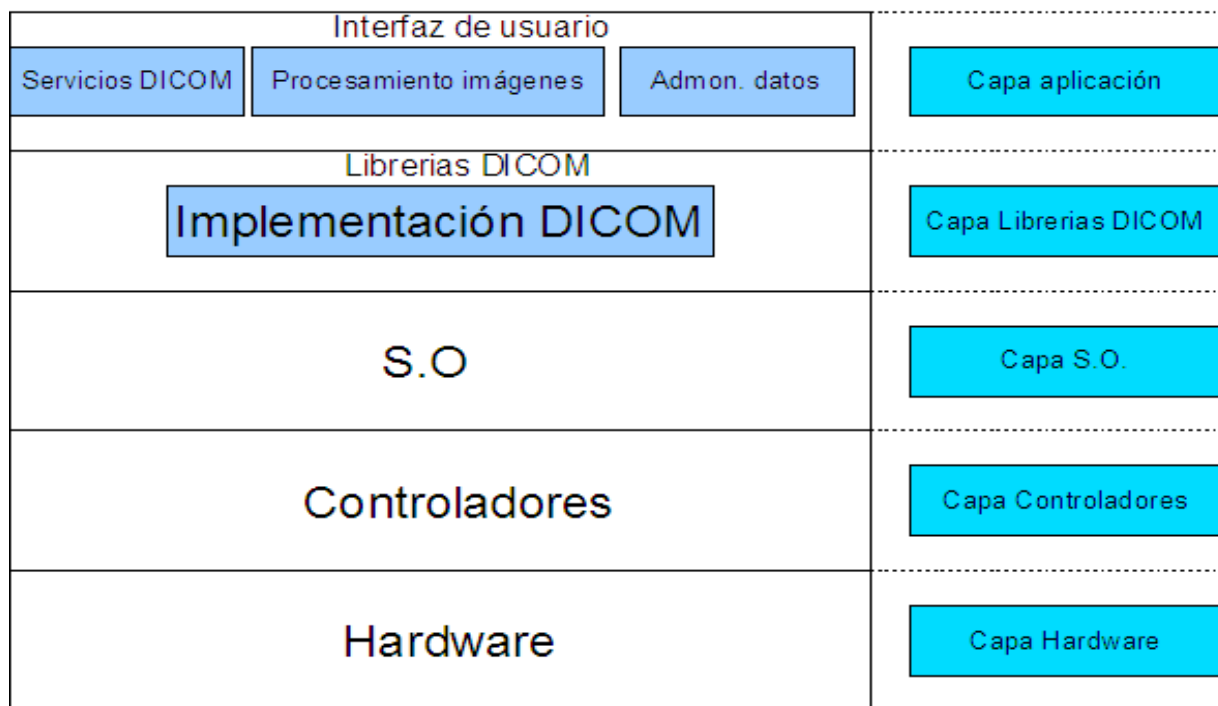 Interfaz de usuario
Servicios DICOM
Procesamiento imágenes
Admon. datos
Capa aplicación
Librerias DICOM
Implementación DICOM
Capa Librerias DICOM
S.O
Capa S.O.
Controladores
Capa Controladores
Hardware
Capa Hardware